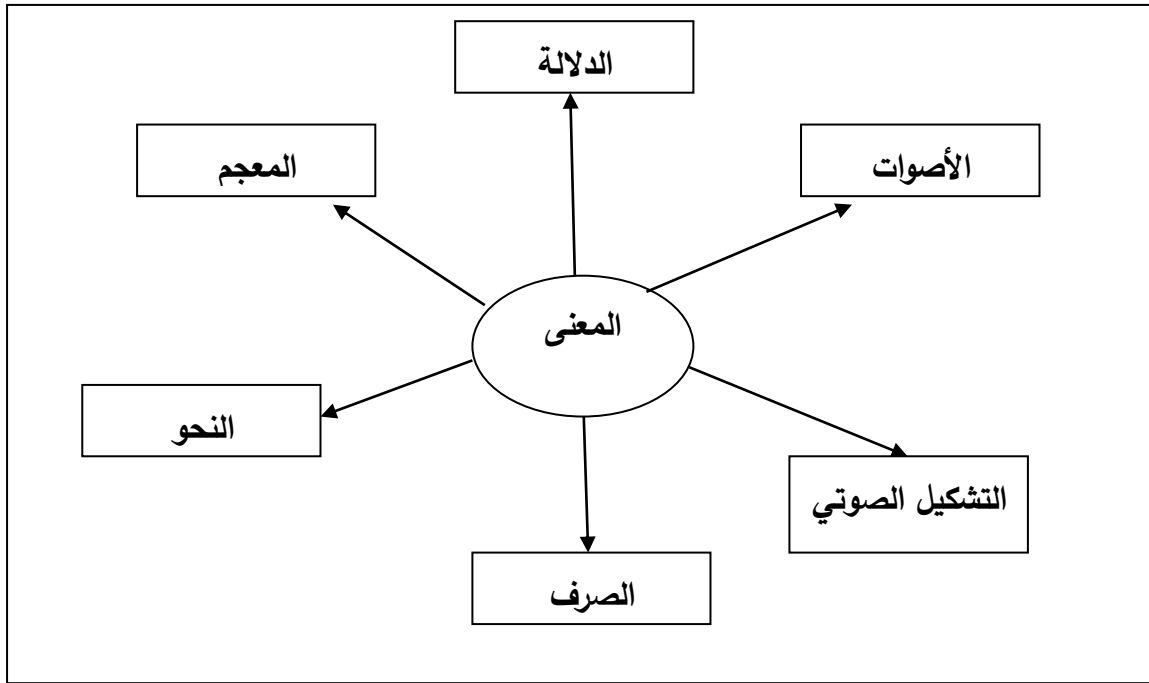 الدلالة
الأصوات
المعجم
المعنى
النحو
التشكيل الصوتي
الصرف